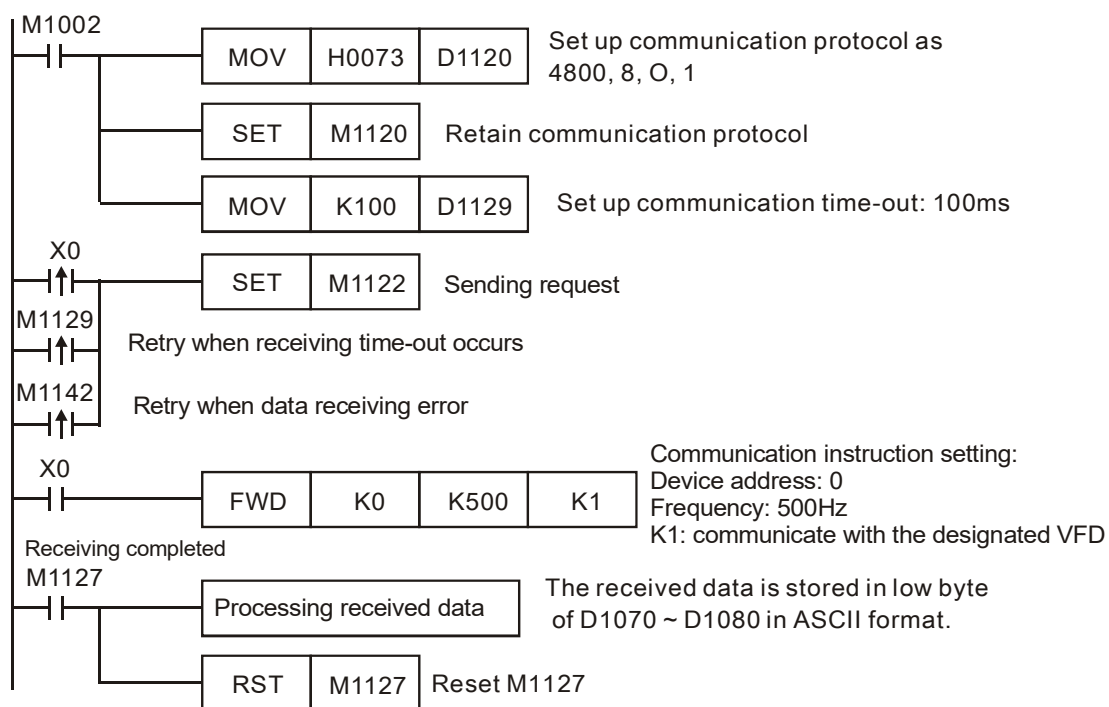 M1002
MOV H0073 D1120 Set up communication protocol as
4800, 8, O, 1
SET M1120 Retain communication protocol
MOV K100 D1129 Set up communication time-out: 100ms
X0
SET M1122 Sending request
M1129
Retry when receiving time-out occurs
M1142
Retry when data receiving error
X0
FWD K0 K500 K1
Communication instruction setting:
Device address: 0
Frequency: 500Hz
K1: communicate with the designated VFD
Receiving completed
M1127
Processing received data
The received data is stored in low byte
of D1070 ~ D1080 in ASCII format.
RST M1127 Reset M1127